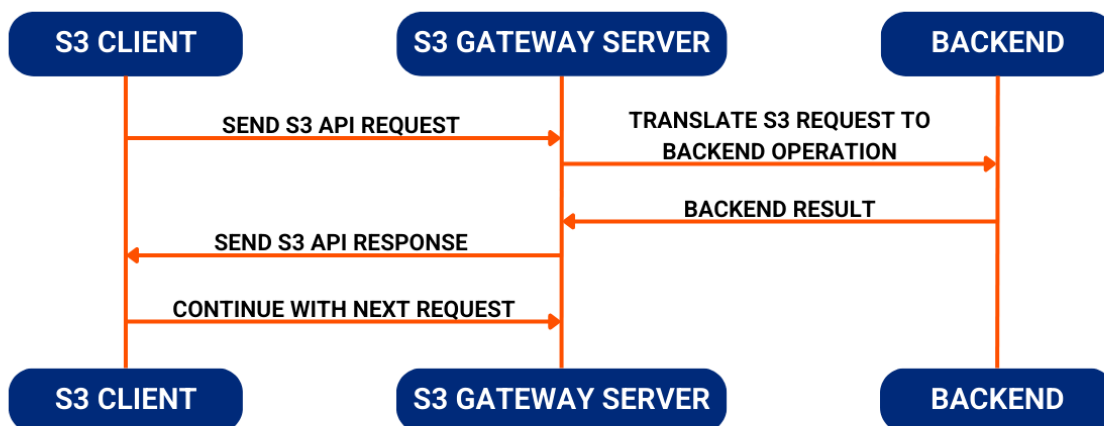 S3 CLIENT
S3 GATEWAY SERVER
BACKEND
SEND S3 API REQUEST
TRANSLATE S3 REQUEST TO
BACKEND OPERATION
BACKEND RESULT
SEND S3 API RESPONSE
CONTINUE WITH NEXT REQUEST
S3 CLIENT
S3 GATEWAY SERVER
BACKEND